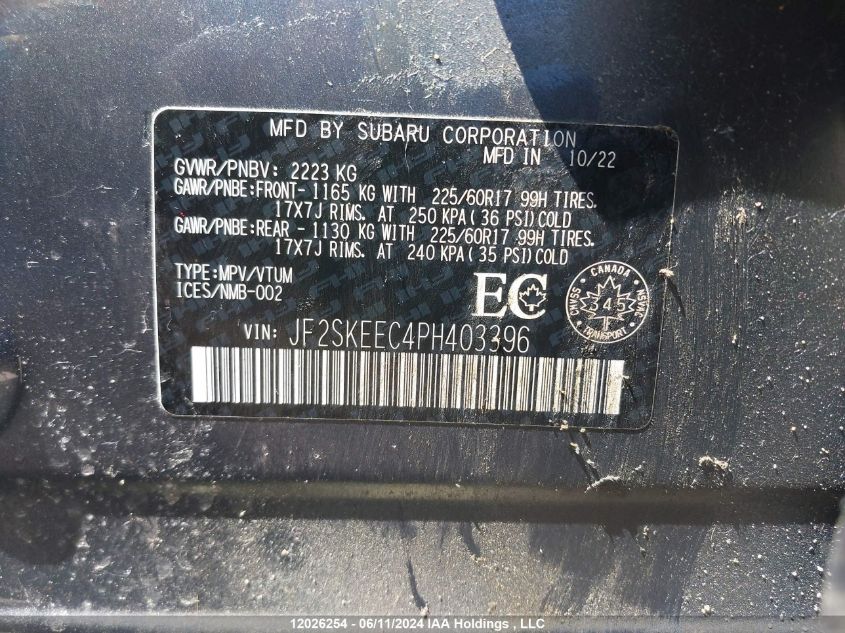 MFD BY SUBARU CORPORATION
MFD IN 10/22
GVWR/PNBV: 2223 KG
GAWR/PNBE:FRONT- 1165 KG WITH 225/60R17 99H TIRES.
17X7J RIMS. AT 250 KPA(36 PSI)COLD
GAWR/PNBE:REAR - 1130 KG WITH 225/60R17 99H TIRES.
17X7J RIMS. AT 240 KPA(35 PSI)COLD
TYPE:MPV/VTUM
ICES/NMB-002
EC
CANADA
CMVSS 345 NSVAC
TRANSPORT
VIN: JF2SKEEC4PH403396
12026254 - 06/11/2024 IAA Holdings , LLC